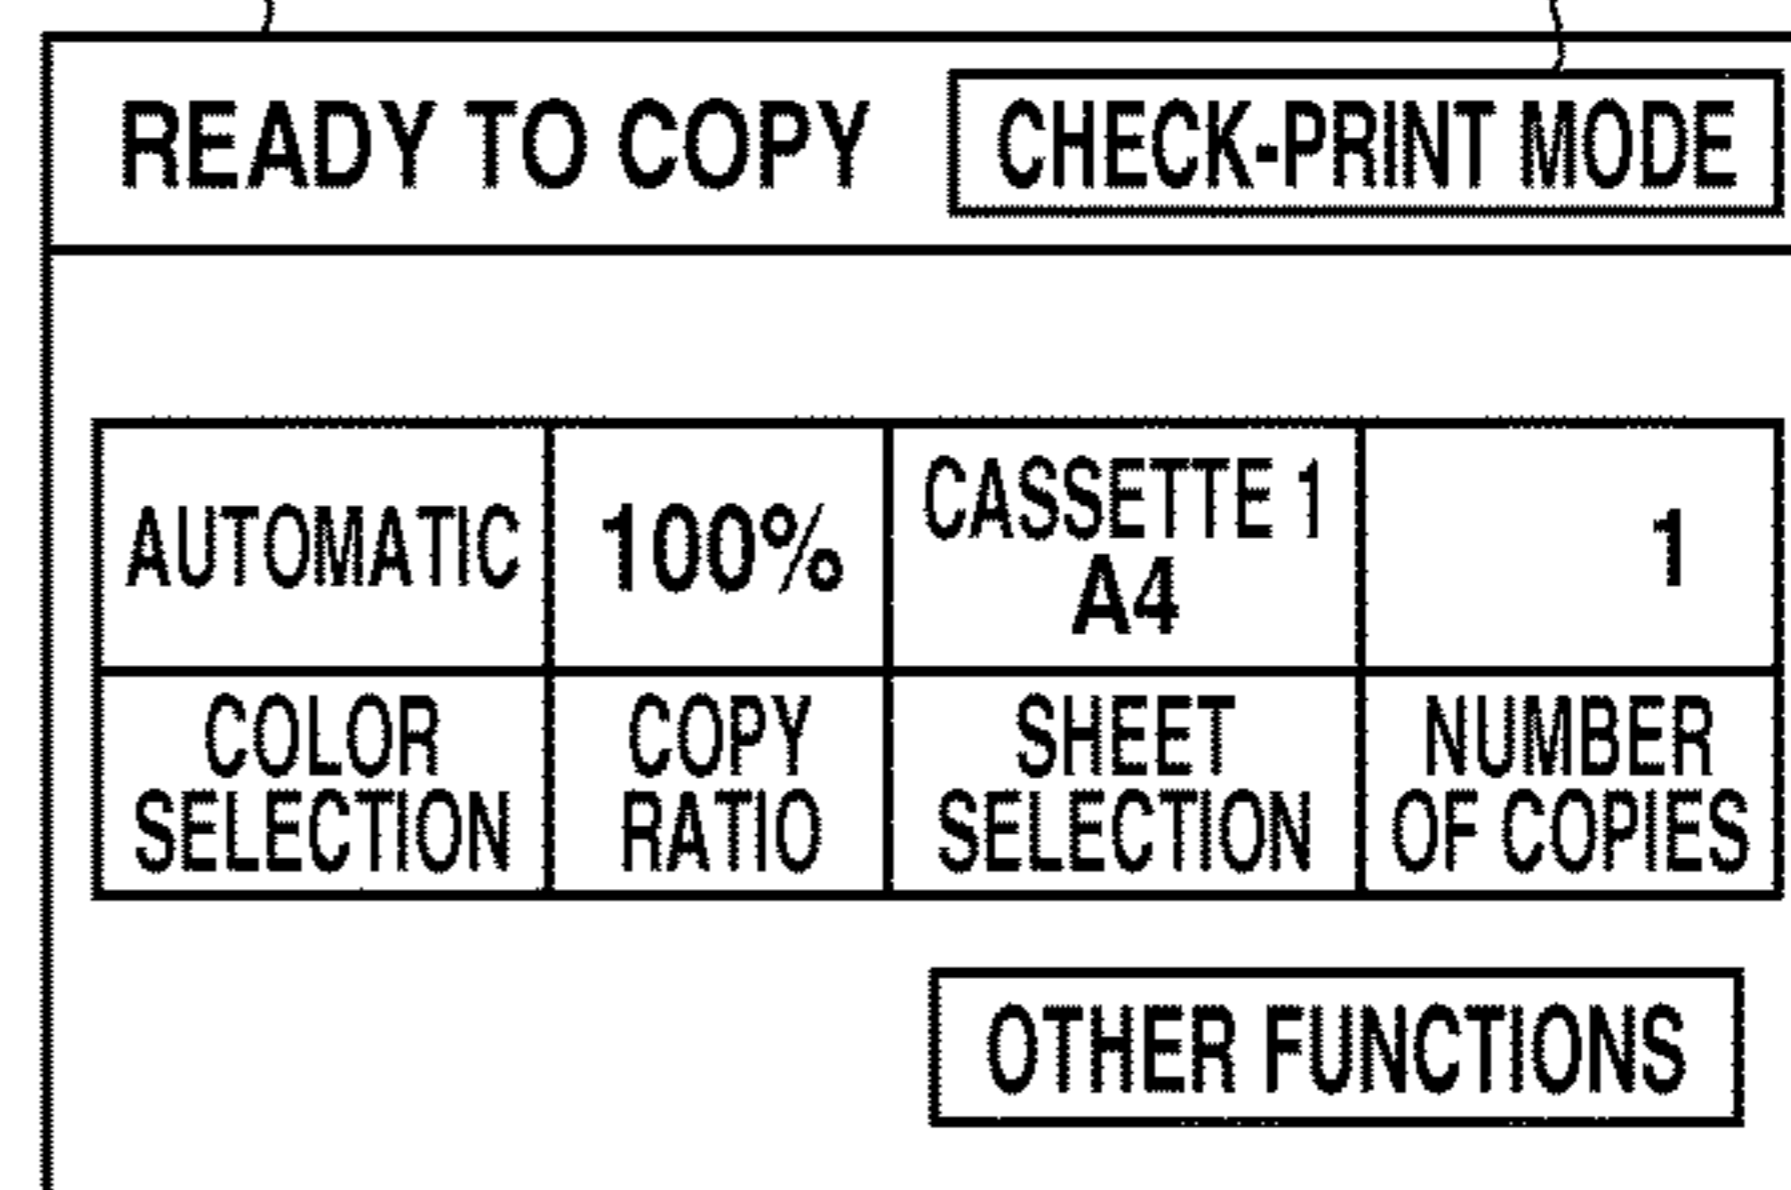 READY TO COPY
CHECK-PRINT MODE
AUTOMATIC
100%
CASSETTE 1
A4
1
COLOR
SELECTION
COPY
RATIO
SHEET
SELECTION
NUMBER
OF COPIES
OTHER FUNCTIONS